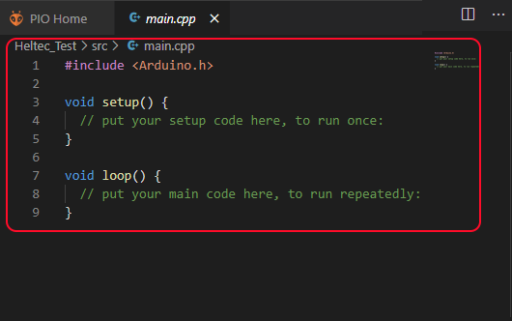 PIO Home
main.cpp
Heltec_Test > src > main.cpp
1 #include <Arduino.h>
2
3 void setup() {
4 // put your setup code here, to run once:
5 }
6
7 void loop() {
8 // put your main code here, to run repeatedly:
9 }